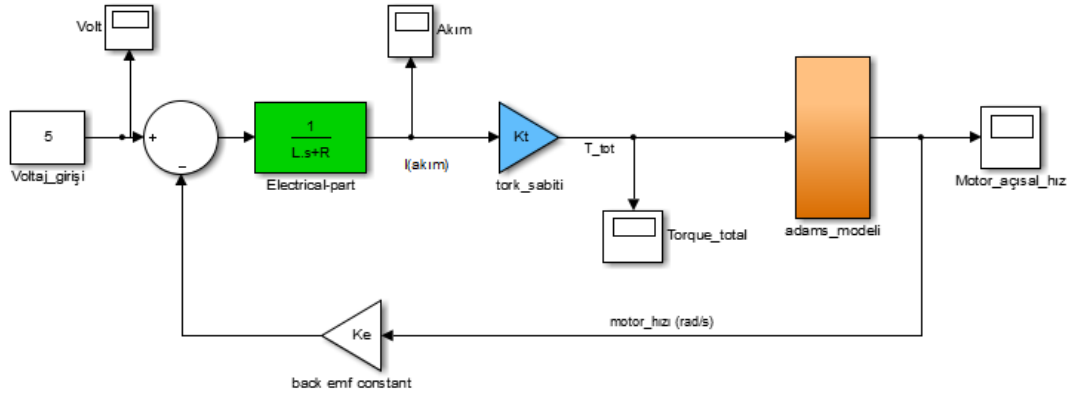 Volt
Akım
5
Voltaj_girişi
+
−
1
L.s+R
Electrical-part
I(akım)
Kt
tork_sabiti
T_tot
Torque_total
adams_modeli
Motor_açısal_hız
motor_hızı (rad/s)
Ke
back emf constant